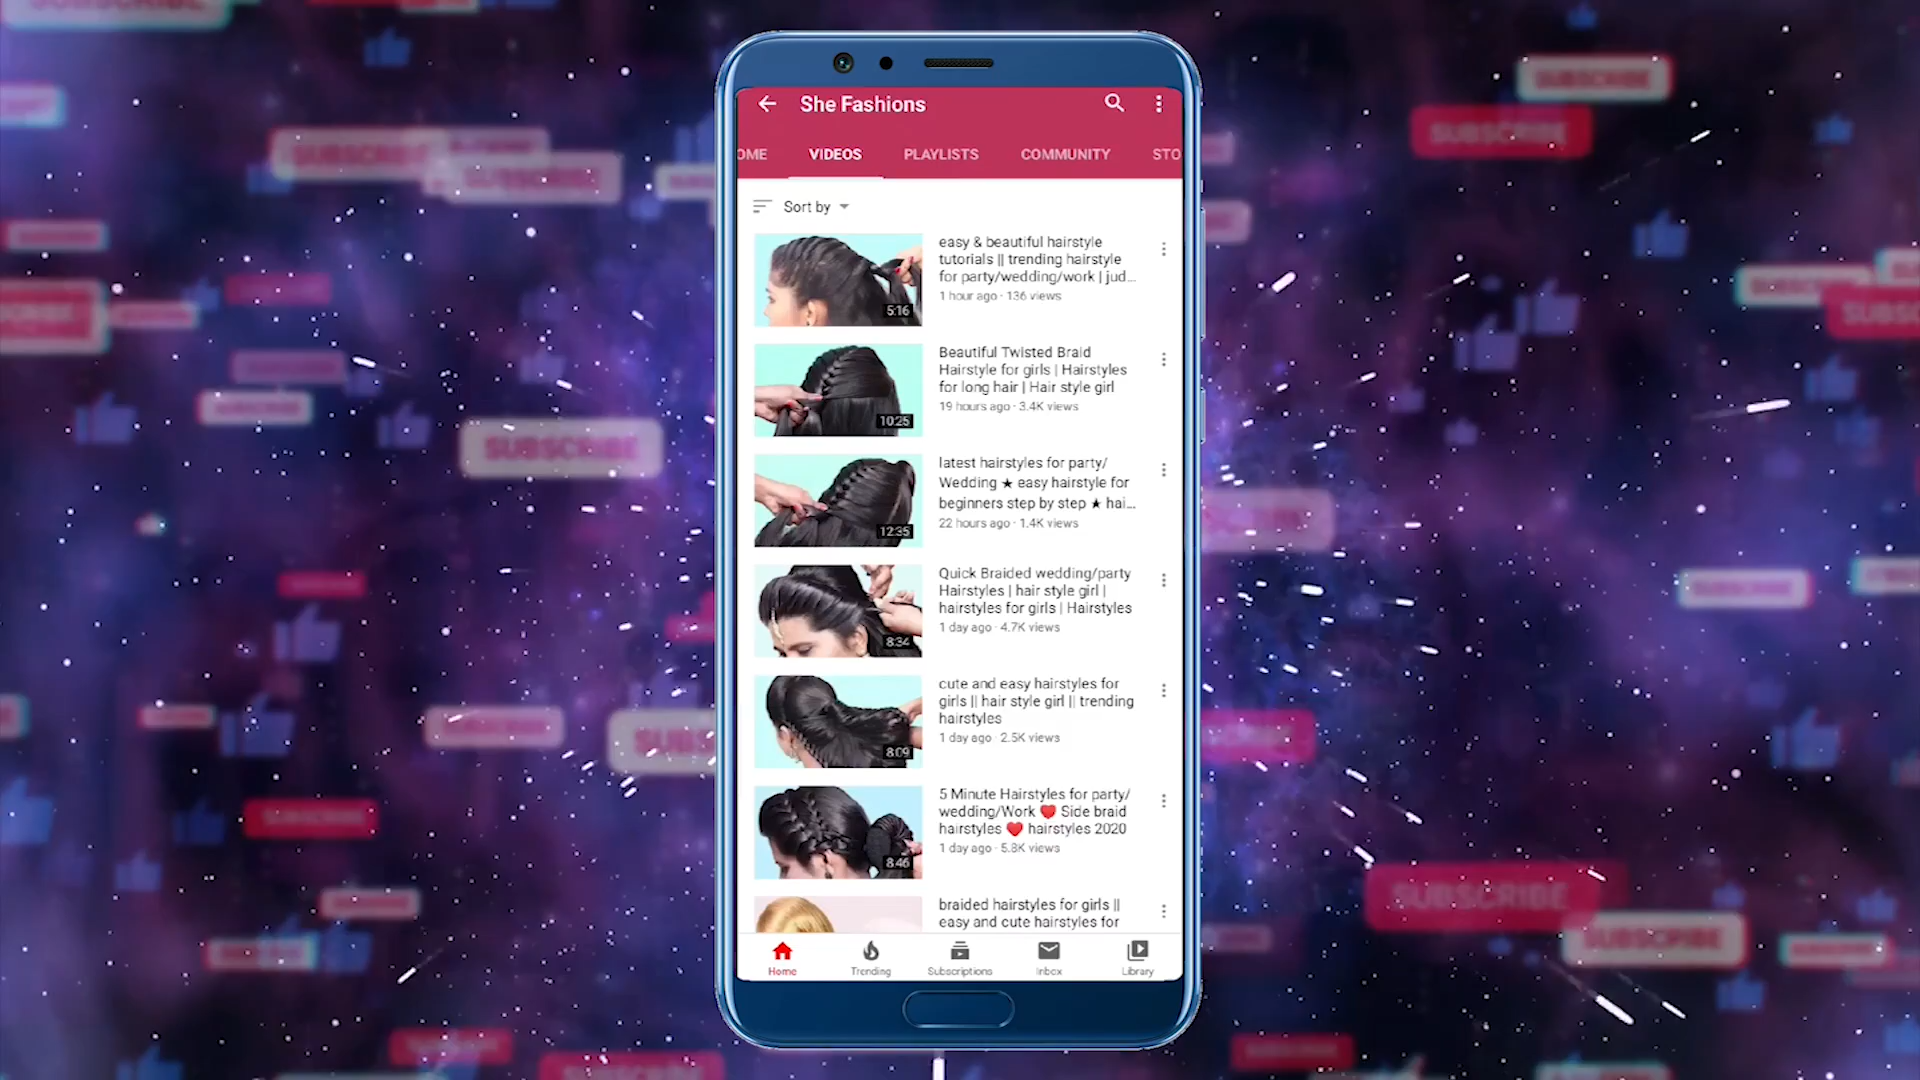 She Fashions
OME VIDEOS PLAYLISTS COMMUNITY STO
Sort by
easy & beautiful hairstyle
tutorials || trending hairstyle
for party/wedding/work | jud...
1 hour ago · 136 views
5:16
Beautiful Twisted Braid
Hairstyle for girls | Hairstyles
for long hair | Hair style girl
19 hours ago · 3.4K views
10:25
latest hairstyles for party/
Wedding ★ easy hairstyle for
beginners step by step ★ hai...
22 hours ago · 1.4K views
12:35
Quick Braided wedding/party
Hairstyles | hair style girl |
hairstyles for girls | Hairstyles
1 day ago · 4.7K views
8:34
cute and easy hairstyles for
girls || hair style girl || trending
hairstyles
1 day ago · 2.5K views
8:09
5 Minute Hairstyles for party/
wedding/Work ♥ Side braid
hairstyles ♥ hairstyles 2020
1 day ago · 5.8K views
8:46
braided hairstyles for girls ||
easy and cute hairstyles for
Home Trending Subscriptions Inbox Library
SUBSCRIBE
SUBSCRIBE
SUBSCRIBE
SUBSCRIBE
SUBSCRIBE